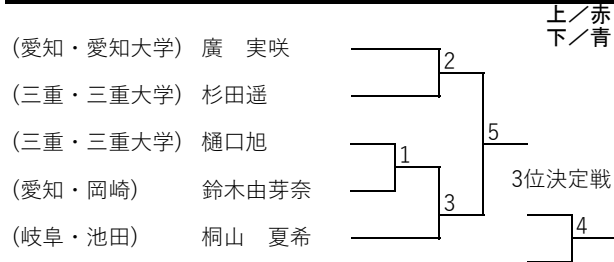 上／赤
下／青
(愛知・愛知大学) 廣　実咲
2
(三重・三重大学) 杉田遥
(三重・三重大学) 樋口旭
5
1
3位決定戦
(愛知・岡崎) 鈴木由芽奈
3
4
(岐阜・池田) 桐山　夏希